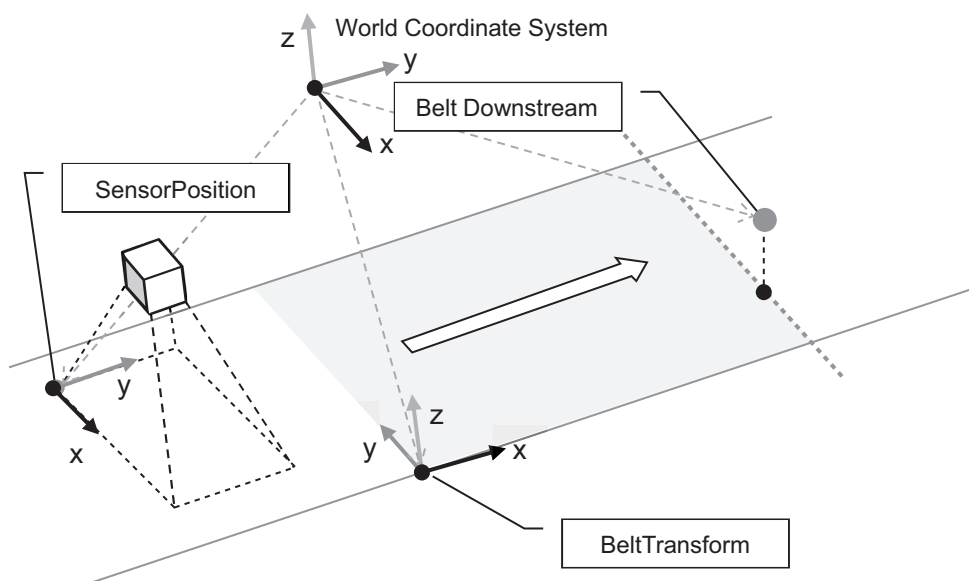 z
World Coordinate System
y
Belt Downstream
x
SensorPosition
y
x
z
y
x
BeltTransform